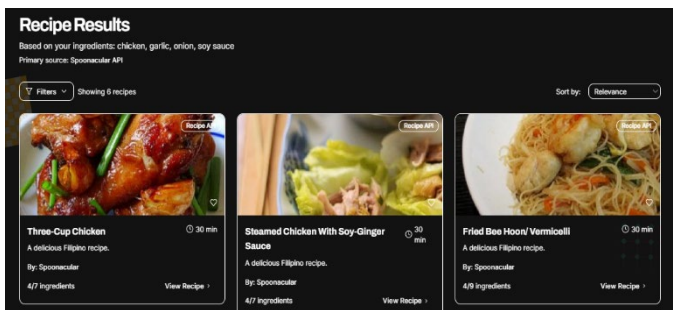 Recipe Results
Based on your ingredients: chicken, garlic, onion, soy sauce
Primary source: Spoonacular API
Filters
Showing 6 recipes
Sort by:
Relevance
Recipe API
Three-Cup Chicken
30 min
A delicious Filipino recipe.
By: Spoonacular
4/7 ingredients
View Recipe ›
Recipe API
Steamed Chicken With Soy-Ginger
Sauce
30
min
A delicious Filipino recipe.
By: Spoonacular
4/7 ingredients
View Recipe ›
Recipe API
Fried Bee Hoon/ Vermicelli
30 min
A delicious Filipino recipe.
By: Spoonacular
4/9 ingredients
View Recipe ›